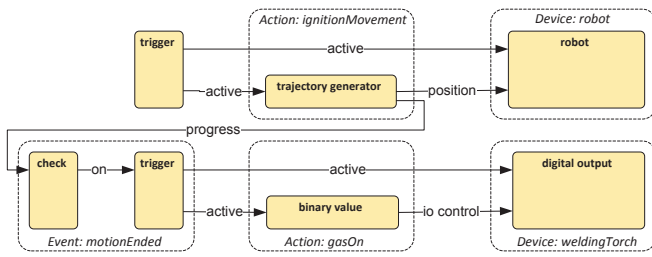 Action: ignitionMovement
Device: robot
trigger
active
robot
active
trajectory generator
position
progress
check
on
trigger
active
digital output
active
binary value
io control
Event: motionEnded
Action: gasOn
Device: weldingTorch